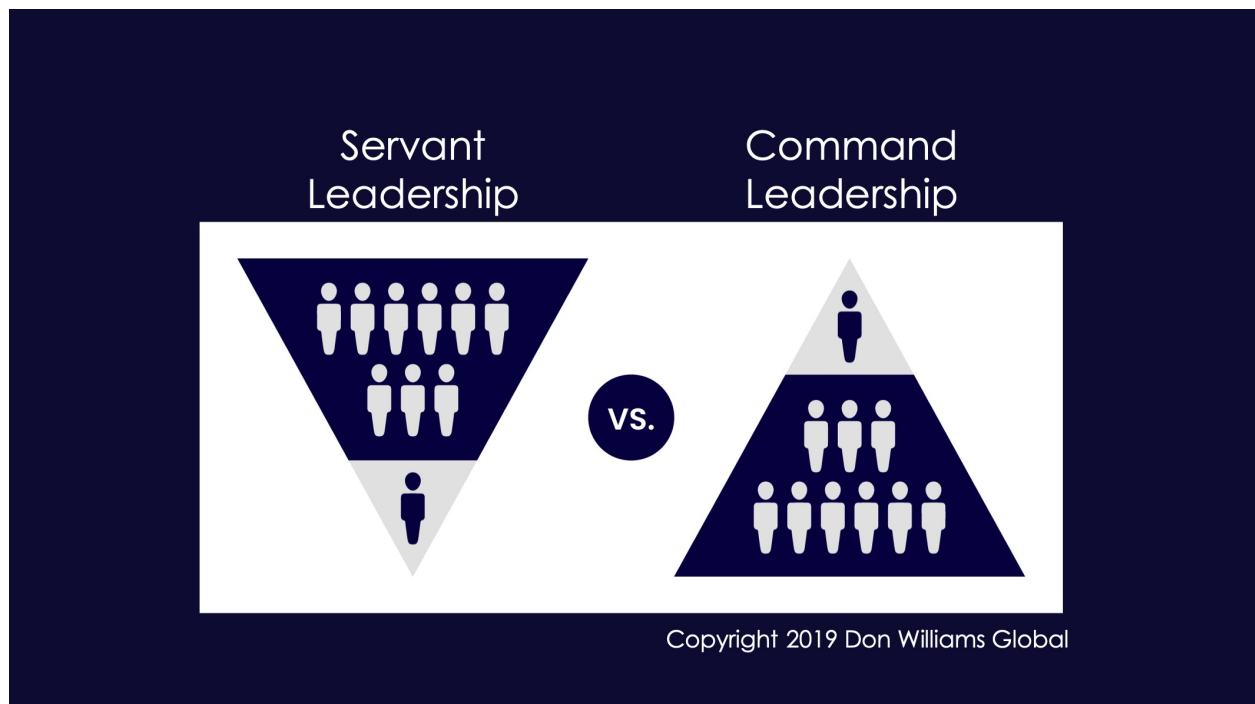 Servant
Leadership
Command
Leadership
vs.
Copyright 2019 Don Williams Global